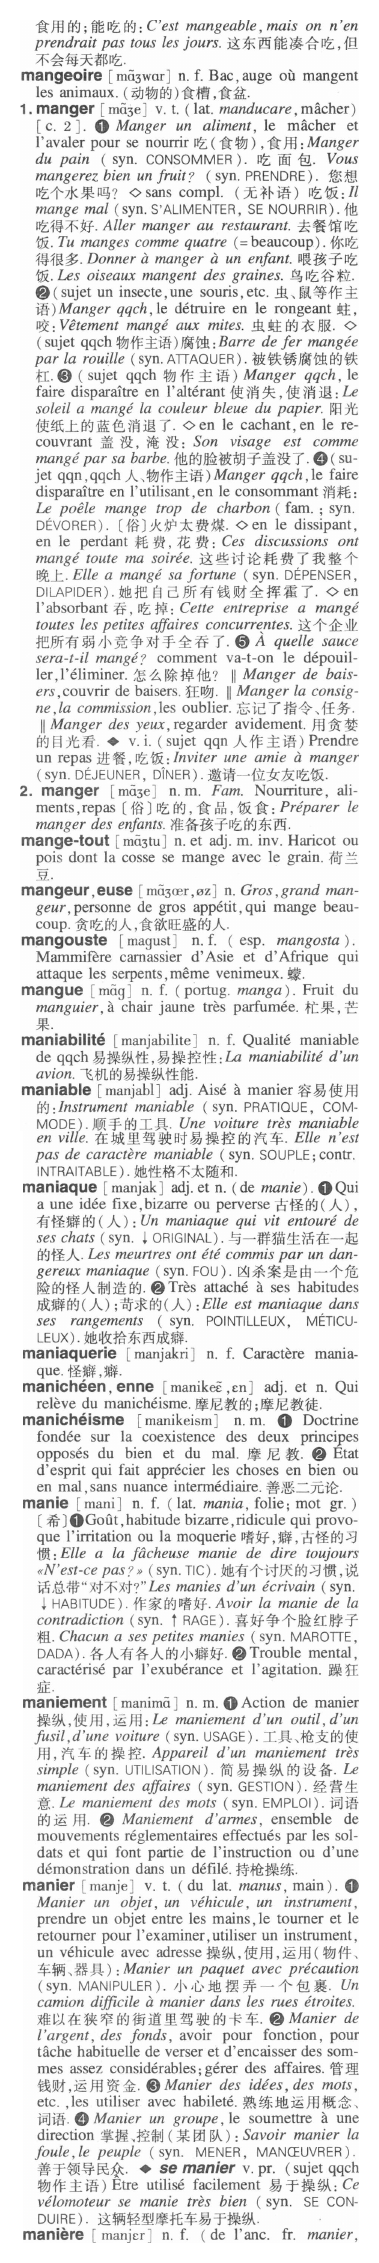 食用的; 能吃的: C'est mangeable, mais on n'en
prendrait pas tous les jours. 这东西能凑合吃, 但
不会每天都吃.
mangeoire [mɑ̃ʒwar] n. f. Bac, auge où mangent
les animaux. (动物的)食槽, 食盆.
1. manger [mɑ̃ʒe] v. t. (lat. manducare, mâcher)
[c. 2]. ❶ Manger un aliment, le mâcher et
l'avaler pour se nourrir 吃(食物), 食用: Manger
du pain (syn. CONSOMMER). 吃面包. Vous
mangerez bien un fruit? (syn. PRENDRE). 您想
吃个水果吗? ◇ sans compl. (无补语) 吃饭: Il
mange mal (syn. S'ALIMENTER, SE NOURRIR). 他
吃得不好. Aller manger au restaurant. 去餐馆吃
饭. Tu manges comme quatre (= beaucoup). 你吃
得很多. Donner à manger à un enfant. 喂孩子吃
饭. Les oiseaux mangent des graines. 鸟吃谷粒.
❷ (sujet un insecte, une souris, etc. 虫、鼠等作主
语) Manger qqch, le détruire en le rongeant 蛀,
咬: Vêtement mangé aux mites. 虫蛀的衣服. ◇
(sujet qqch 物作主语) 腐蚀: Barre de fer mangée
par la rouille (syn. ATTAQUER). 被铁锈腐蚀的铁
杠. ❸ (sujet qqch 物作主语) Manger qqch, le
faire disparaître en l'altérant 使消失, 使消退: Le
soleil a mangé la couleur bleue du papier. 阳光
使纸上的蓝色消退了. ◇ en le cachant, en le re-
couvrant 盖没, 淹没: Son visage est comme
mangé par sa barbe. 他的脸被胡子盖没了. ❹ (su-
jet qqn, qqch 人、物作主语) Manger qqch, le faire
disparaître en l'utilisant, en le consommant 消耗:
Le poêle mange trop de charbon (fam.; syn.
DÉVORER). [俗] 火炉太费煤. ◇ en le dissipant,
en le perdant 耗费, 花费: Ces discussions ont
mangé toute ma soirée. 这些讨论耗费了我整个
晚上. Elle a mangé sa fortune (syn. DÉPENSER,
DILAPIDER). 她把自己所有钱财全挥霍了. ◇ en
l'absorbant 吞, 吃掉: Cette entreprise a mangé
toutes les petites affaires concurrentes. 这个企业
把所有弱小竞争对手全吞了. ❺ À quelle sauce
sera-t-il mangé? comment va-t-on le dépouil-
ler, l'éliminer. 怎么除掉他? ‖ Manger de bais-
ers, couvrir de baisers. 狂吻. ‖ Manger la consig-
ne, la commission, les oublier. 忘记了指令、任务.
‖ Manger des yeux, regarder avidement. 用贪婪
的目光看. ◆ v. i. (sujet qqn 人作主语) Prendre
un repas 进餐, 吃饭: Inviter une amie à manger
(syn. DÉJEUNER, DÎNER). 邀请一位女友吃饭.
2. manger [mɑ̃ʒe] n. m. Fam. Nourriture, ali-
ments, repas [俗] 吃的, 食品, 饭食: Préparer le
manger des enfants. 准备孩子吃的东西.
mange-tout [mɑ̃ʒtu] n. et adj. m. inv. Haricot ou
pois dont la cosse se mange avec le grain. 荷兰
豆.
mangeur, euse [mɑ̃ʒœr, øz] n. Gros, grand man-
geur, personne de gros appétit, qui mange beau-
coup. 贪吃的人, 食欲旺盛的人.
mangouste [mɑgust] n. f. (esp. mangosta).
Mammifère carnassier d'Asie et d'Afrique qui
attaque les serpents, même venimeux. 獴.
mangue [mɑ̃g] n. f. (portug. manga). Fruit du
manguier, à chair jaune très parfumée. 杧果, 芒
果.
maniabilité [manjabilite] n. f. Qualité maniable
de qqch 易操纵性, 易操控性: La maniabilité d'un
avion. 飞机的易操纵性能.
maniable [manjabl] adj. Aisé à manier 容易使用
的: Instrument maniable (syn. PRATIQUE, COM-
MODE). 顺手的工具. Une voiture très maniable
en ville. 在城里驾驶时易操控的汽车. Elle n'est
pas de caractère maniable (syn. SOUPLE; contr.
INTRAITABLE). 她性格不太随和.
maniaque [manjak] adj. et n. (de manie). ❶ Qui
a une idée fixe, bizarre ou perverse 古怪的(人),
有怪癖的(人): Un maniaque qui vit entouré de
ses chats (syn. ↓ ORIGINAL). 与一群猫生活在一起
的怪人. Les meurtres ont été commis par un dan-
gereux maniaque (syn. FOU). 凶杀案是由一个危
险的怪人制造的. ❷ Très attaché à ses habitudes
成癖的(人); 苛求的(人): Elle est maniaque dans
ses rangements (syn. POINTILLEUX, MÉTICU-
LEUX). 她收拾东西成癖.
maniaquerie [manjakri] n. f. Caractère mania-
que. 怪癖, 癖.
manichéen, enne [manikeɛ̃, ɛn] adj. et n. Qui
relève du manichéisme. 摩尼教的; 摩尼教徒.
manichéisme [manikeism] n. m. ❶ Doctrine
fondée sur la coexistence des deux principes
opposés du bien et du mal. 摩尼教. ❷ État
d'esprit qui fait apprécier les choses en bien ou
en mal, sans nuance intermédiaire. 善恶二元论.
manie [mani] n. f. (lat. mania, folie; mot gr.)
[希] ❶ Goût, habitude bizarre, ridicule qui provo-
que l'irritation ou la moquerie 嗜好, 癖, 古怪的习
惯: Elle a la fâcheuse manie de dire toujours
«N'est-ce pas?» (syn. TIC). 她有个讨厌的习惯, 说
话总带“对不对?” Les manies d'un écrivain (syn.
↓ HABITUDE). 作家的嗜好. Avoir la manie de la
contradiction (syn. ↑ RAGE). 喜好争个脸红脖子
粗. Chacun a ses petites manies (syn. MAROTTE,
DADA). 各人有各人的小癖好. ❷ Trouble mental,
caractérisé par l'exubérance et l'agitation. 躁狂
症.
maniement [manimɑ̃] n. m. ❶ Action de manier
操纵, 使用, 运用: Le maniement d'un outil, d'un
fusil, d'une voiture (syn. USAGE). 工具、枪支的使
用, 汽车的操控. Appareil d'un maniement très
simple (syn. UTILISATION). 简易操纵的设备. Le
maniement des affaires (syn. GESTION). 经营生
意. Le maniement des mots (syn. EMPLOI). 词语
的运用. ❷ Maniement d'armes, ensemble de
mouvements réglementaires effectués par les sol-
dats et qui font partie de l'instruction ou d'une
démonstration dans un défilé. 持枪操练.
manier [manje] v. t. (du lat. manus, main). ❶
Manier un objet, un véhicule, un instrument,
prendre un objet entre les mains, le tourner et le
retourner pour l'examiner, utiliser un instrument,
un véhicule avec adresse 操纵, 使用, 运用(物件、
车辆、器具): Manier un paquet avec précaution
(syn. MANIPULER). 小心地摆弄一个包裹. Un
camion difficile à manier dans les rues étroites.
难以在狭窄的街道里驾驶的卡车. ❷ Manier de
l'argent, des fonds, avoir pour fonction, pour
tâche habituelle de verser et d'encaisser des som-
mes assez considérables; gérer des affaires. 管理
钱财, 运用资金. ❸ Manier des idées, des mots,
etc., les utiliser avec habileté. 熟练地运用概念、
词语. ❹ Manier un groupe, le soumettre à une
direction 掌握、控制(某团队): Savoir manier la
foule, le peuple (syn. MENER, MANŒUVRER).
善于领导民众. ◆ se manier v. pr. (sujet qqch
物作主语) Être utilisé facilement 易于操纵: Ce
vélomoteur se manie très bien (syn. SE CON-
DUIRE). 这辆轻型摩托车易于操纵.
manière [manjɛr] n. f. (de l'anc. fr. manier,